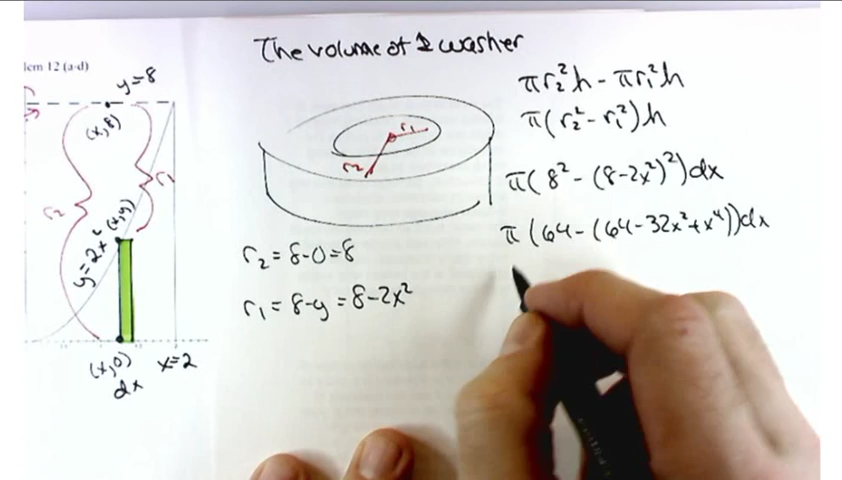 lem 12 (a-d)
y=8
(x,8)
r₂
r₁
y=2x²
(x,y)
(x,0)
dx
x=2
The volume of 1 washer
r₁
r₂
r₂ = 8-0=8
r₁ = 8-y = 8-2x²
πr₂²h - πr₁²h
π(r₂² - r₁²)h
π(8² - (8-2x²)²)dx
π(64-(64-32x²+x⁴))dx